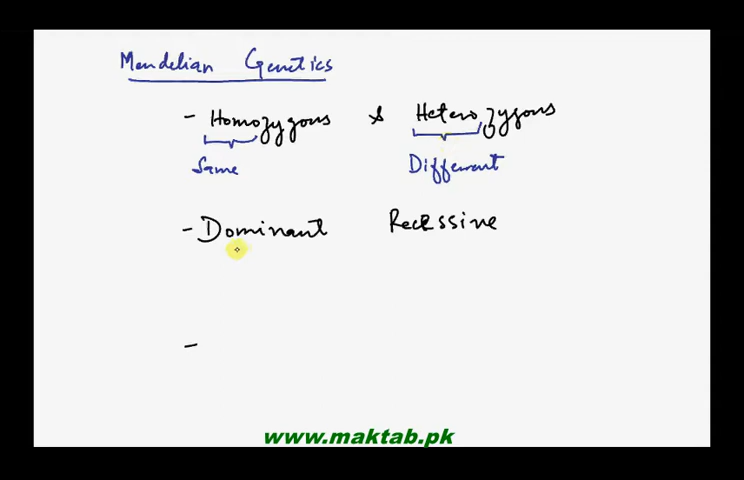 Mendelian Genetics
- Homozygous & Heterozygous
Same Different
- Dominant Recessive
-
www.maktab.pk